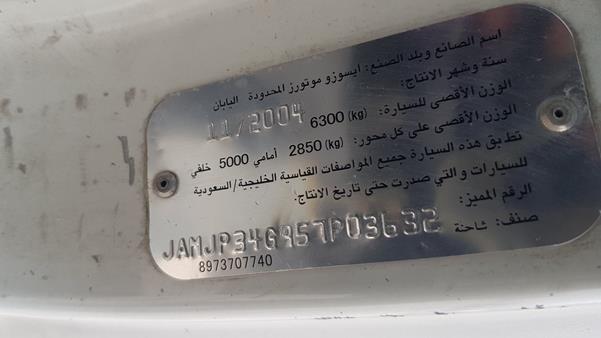 اسم الصانع وبلد الصنع: ايسوزو موتورز المحدودة اليابان
سنة وشهر الانتاج: 11/2004
الوزن الأقصى للسيارة: 6300 (kg)
الوزن الأقصى على كل محور: 2850 (kg) أمامي 5000 خلفي
تطابق هذه السيارة جميع المواصفات القياسية الخليجية/السعودية
للسيارات والتي صدرت حتى تاريخ الانتاج.
الرقم المميز: JAMJP34G957P03632
صنف: شاحنة
8973707740